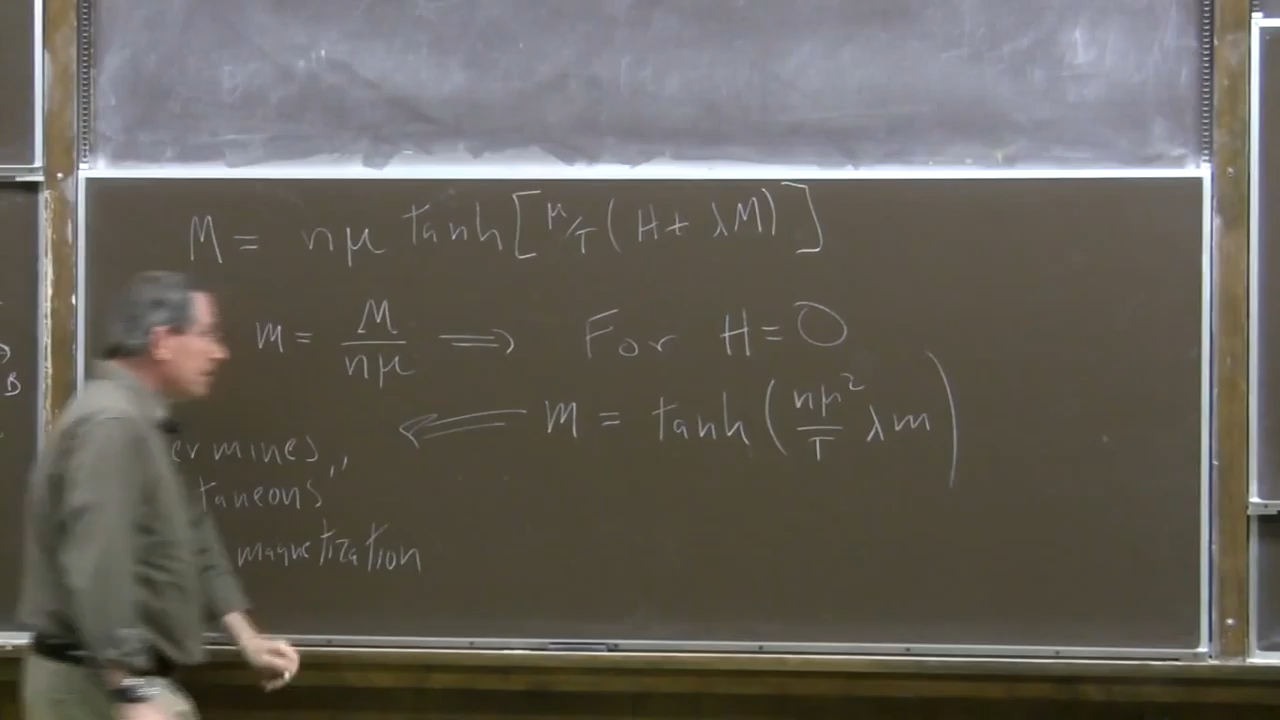 M = nμ tanh[μ/T (H + λM)]
m = M/nμ ⟹ For H = 0
⟸ m = tanh(nμ²/T λm)
ermines
taneous"
magnetization
B